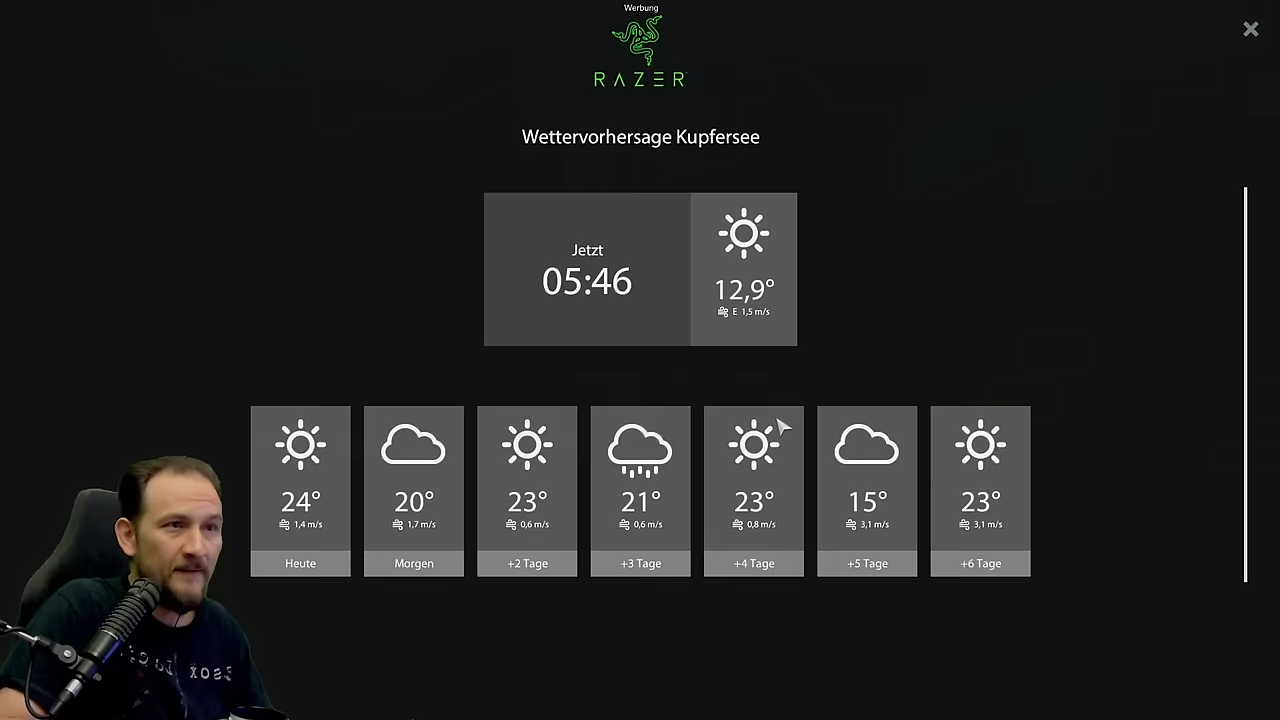 Werbung
RAZER
Wettervorhersage Kupfersee
Jetzt
05:46
12,9°
E 1,5 m/s
24°
1,4 m/s
Heute
20°
1,7 m/s
Morgen
23°
0,6 m/s
+2 Tage
21°
0,6 m/s
+3 Tage
23°
0,8 m/s
+4 Tage
15°
3,1 m/s
+5 Tage
23°
3,1 m/s
+6 Tage